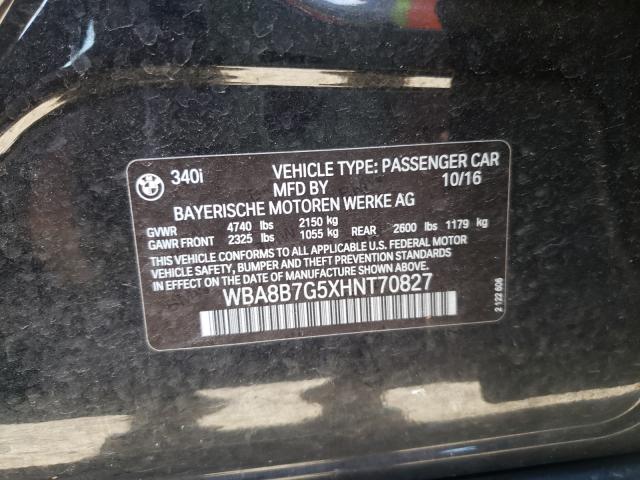 BMW 340i VEHICLE TYPE: PASSENGER CAR
MFD BY 10/16
BAYERISCHE MOTOREN WERKE AG
GVWR 4740 lbs 2150 kg
GAWR FRONT 2325 lbs 1055 kg REAR 2600 lbs 1179 kg
THIS VEHICLE CONFORMS TO ALL APPLICABLE U.S. FEDERAL MOTOR
VEHICLE SAFETY, BUMPER AND THEFT PREVENTION STANDARDS
IN EFFECT ON THE DATE OF MANUFACTURE SHOWN ABOVE.
WBA8B7G5XHNT70827
2 122 606